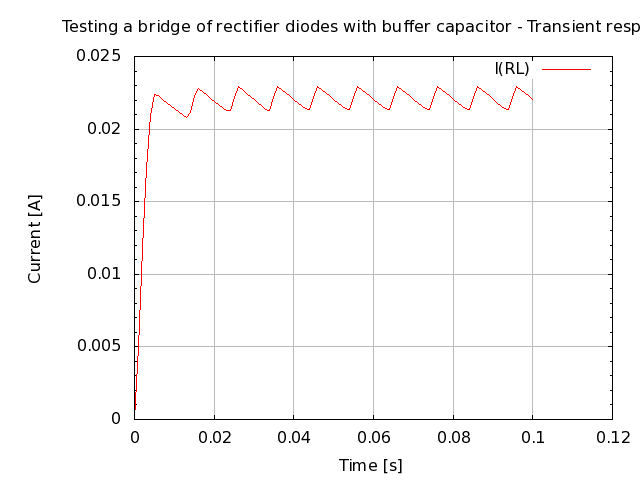 Testing a bridge of rectifier diodes with buffer capacitor - Transient resp
0.025
I(RL)
0.02
0.015
Current [A]
0.01
0.005
0
0 0.02 0.04 0.06 0.08 0.1 0.12
Time [s]